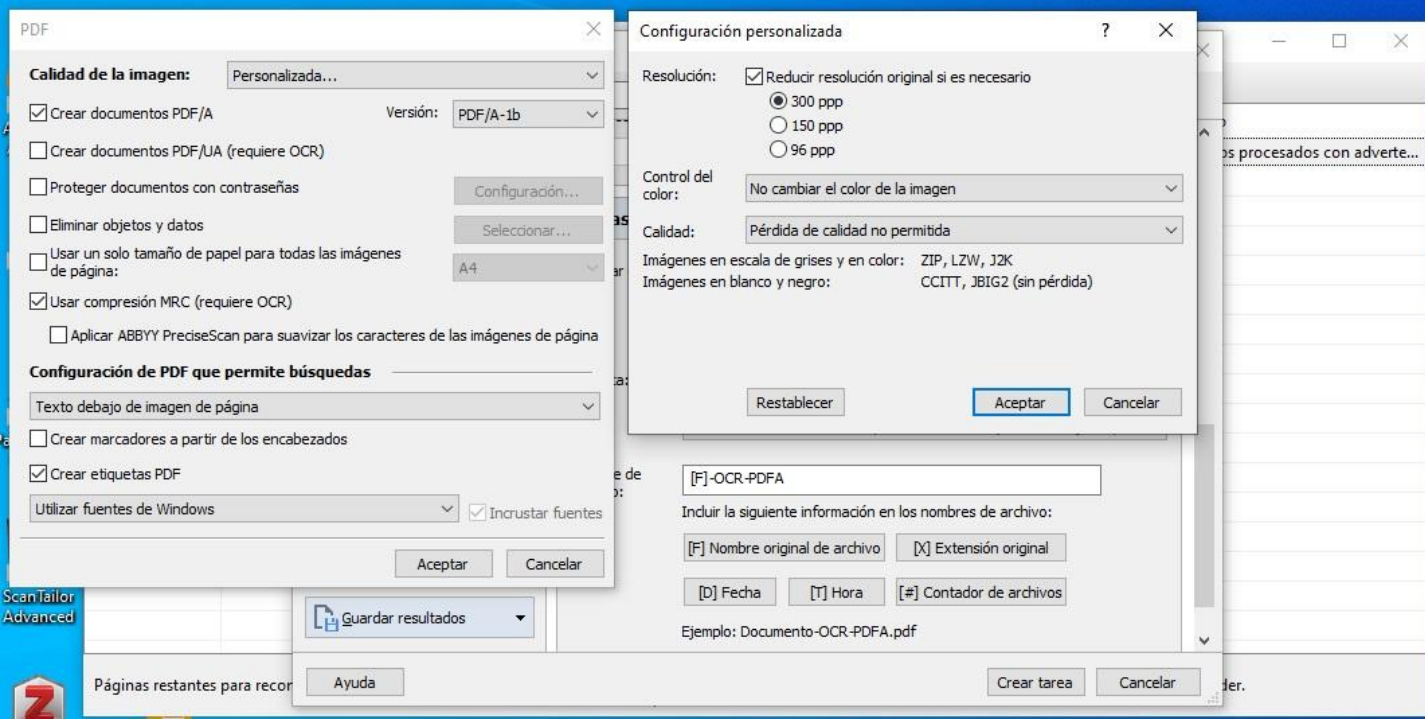 PDF
Calidad de la imagen: Personalizada...
Crear documentos PDF/A Versión: PDF/A-1b
Crear documentos PDF/UA (requiere OCR)
Proteger documentos con contraseñas Configuración...
Eliminar objetos y datos Seleccionar...
Usar un solo tamaño de papel para todas las imágenes
de página: A4
Usar compresión MRC (requiere OCR)
Aplicar ABBYY PreciseScan para suavizar los caracteres de las imágenes de página
Configuración de PDF que permite búsquedas
Texto debajo de imagen de página
Crear marcadores a partir de los encabezados
Crear etiquetas PDF
Utilizar fuentes de Windows Incrustar fuentes
Aceptar Cancelar
Configuración personalizada ?
Resolución: Reducir resolución original si es necesario
300 ppp
150 ppp
96 ppp
Control del
color: No cambiar el color de la imagen
Calidad: Pérdida de calidad no permitida
Imágenes en escala de grises y en color: ZIP, LZW, J2K
Imágenes en blanco y negro: CCITT, JBIG2 (sin pérdida)
Restablecer Aceptar Cancelar
os procesados con adverte...
e de
[F]-OCR-PDFA
Incluir la siguiente información en los nombres de archivo:
[F] Nombre original de archivo [X] Extensión original
[D] Fecha [T] Hora [#] Contador de archivos
Ejemplo: Documento-OCR-PDFA.pdf
Guardar resultados
Ayuda Crear tarea Cancelar
Páginas restantes para recor
der.
ScanTailor
Advanced